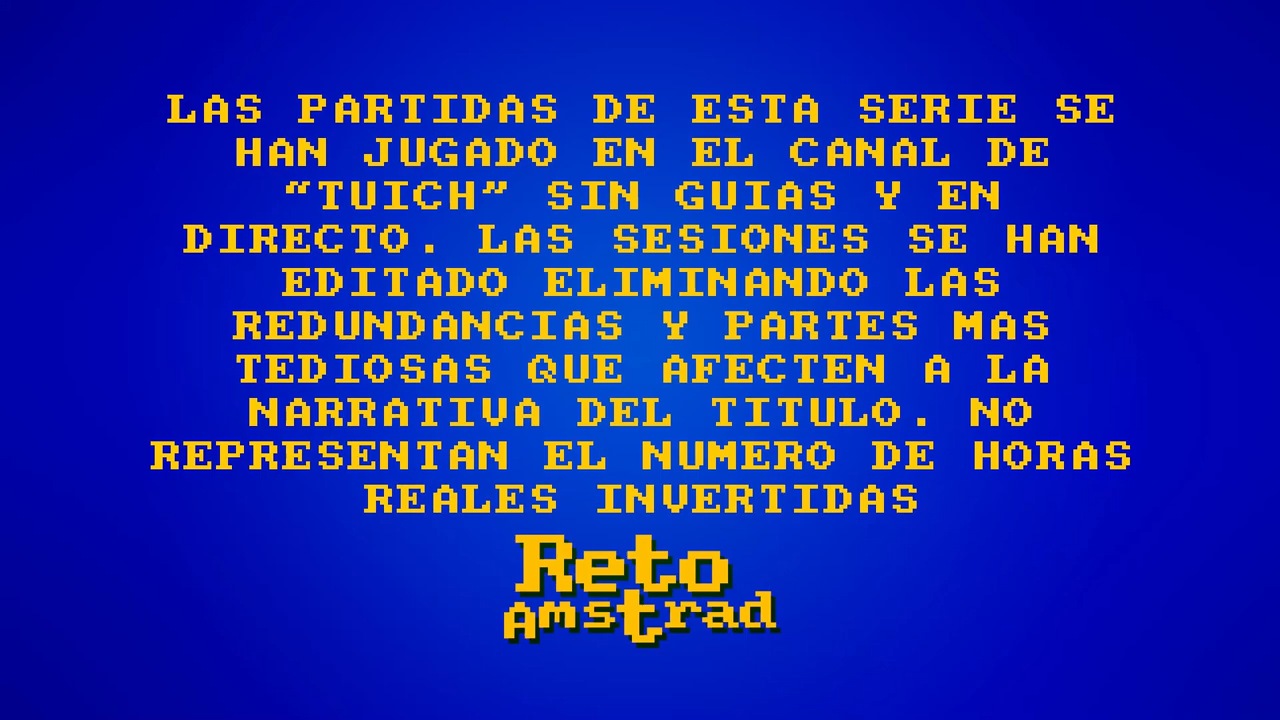 LAS PARTIDAS DE ESTA SERIE SE
HAN JUGADO EN EL CANAL DE
"TUICH" SIN GUIAS Y EN
DIRECTO. LAS SESIONES SE HAN
EDITADO ELIMINANDO LAS
REDUNDANCIAS Y PARTES MAS
TEDIOSAS QUE AFECTEN A LA
NARRATIVA DEL TITULO. NO
REPRESENTAN EL NUMERO DE HORAS
REALES INVERTIDAS
Reto
Amstrad